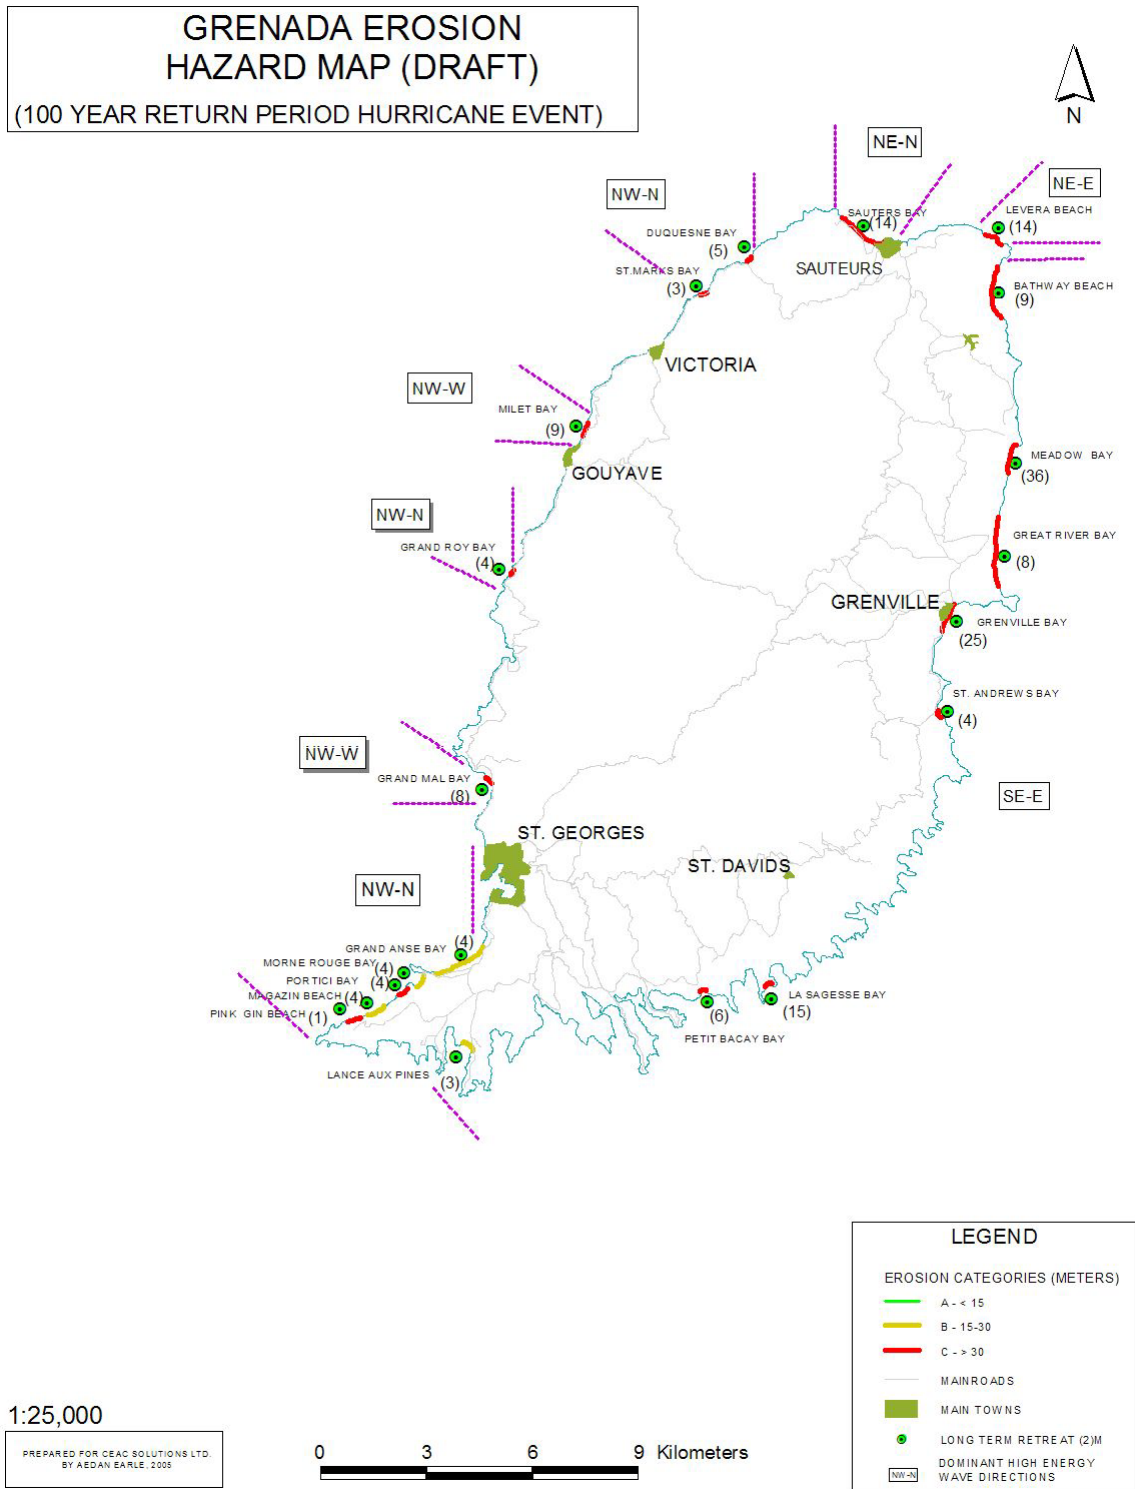 GRENADA EROSION
HAZARD MAP (DRAFT)
(100 YEAR RETURN PERIOD HURRICANE EVENT)
N
NE-N
NE-E
NW-N
SAUTERS BAY
(14)
LEVERA BEACH
(14)
DUQUESNE BAY
(5)
SAUTEURS
ST.MARKS BAY
(3)
BATHWAY BEACH
(9)
VICTORIA
NW-W
MILET BAY
(9)
GOUYAVE
MEADOW BAY
(36)
NW-N
GRAND ROY BAY
(4)
GREAT RIVER BAY
(8)
GRENVILLE
GRENVILLE BAY
(25)
ST. ANDREWS BAY
(4)
NW-W
GRAND MAL BAY
(8)
SE-E
ST. GEORGES
ST. DAVIDS
NW-N
GRAND ANSE BAY
(4)
MORNE ROUGE BAY
(4)
PORTICI BAY
(4)
MAGAZIN BEACH
(4)
PINK GIN BEACH
(1)
LA SAGESSE BAY
(15)
(6)
PETIT BACAY BAY
LANCE AUX PINES
(3)
LEGEND
EROSION CATEGORIES (METERS)
A - < 15
B - 15-30
C - > 30
MAINROADS
MAIN TOWNS
LONG TERM RETREAT (2)M
NW-N
DOMINANT HIGH ENERGY
WAVE DIRECTIONS
1:25,000
PREPARED FOR CEAC SOLUTIONS LTD.
BY AEDAN EARLE, 2005
0 3 6 9 Kilometers